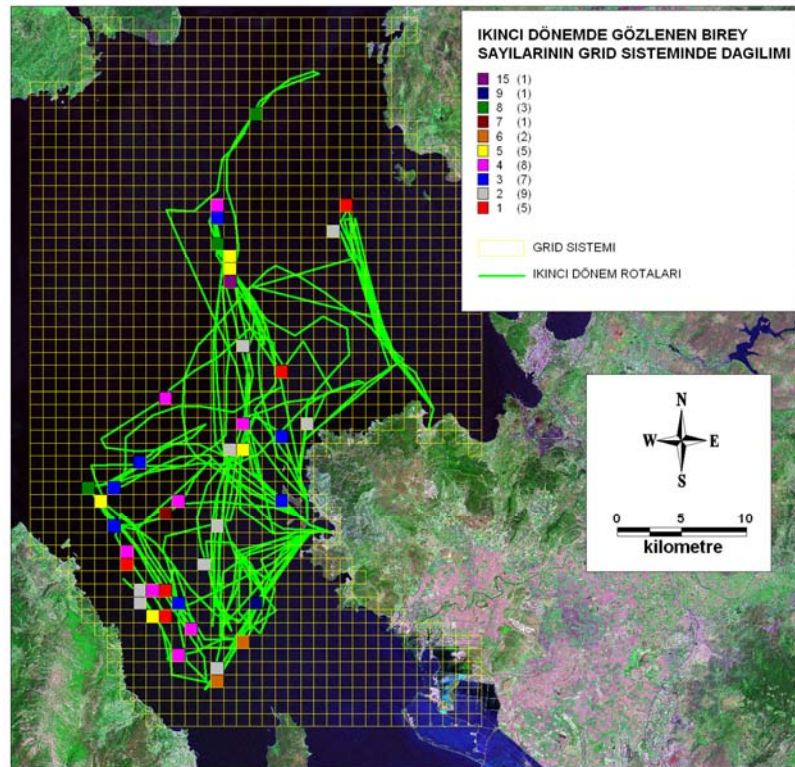 IKINCI DÖNEMDE GÖZLENEN BIREY
SAYILARININ GRID SISTEMINDE DAGILIMI
15 (1)
9 (1)
8 (3)
7 (1)
6 (2)
5 (5)
4 (8)
3 (7)
2 (9)
1 (5)
GRID SISTEMI
IKINCI DÖNEM ROTALARI
N
W E
S
0 5 10
kilometre